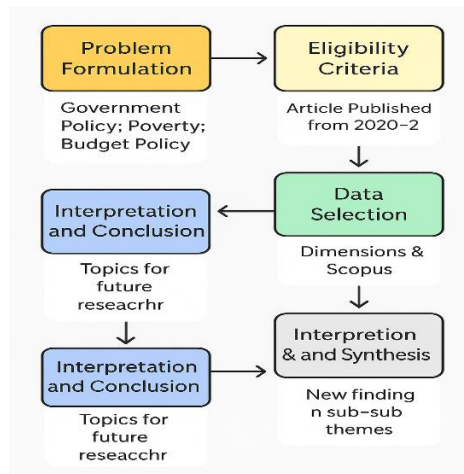 Problem
Formulation
Government
Policy; Poverty;
Budget Policy
Eligibility
Criteria
Article Published
from 2020–2
Data
Selection
Dimensions &
Scopus
Interpretation
and Conclusion
Topics for
future
reseacrhr
Interpretation
and Conclusion
Topics for
future
reseacrhr
Interpretion
& and Synthesis
New finding
n sub–sub
themes